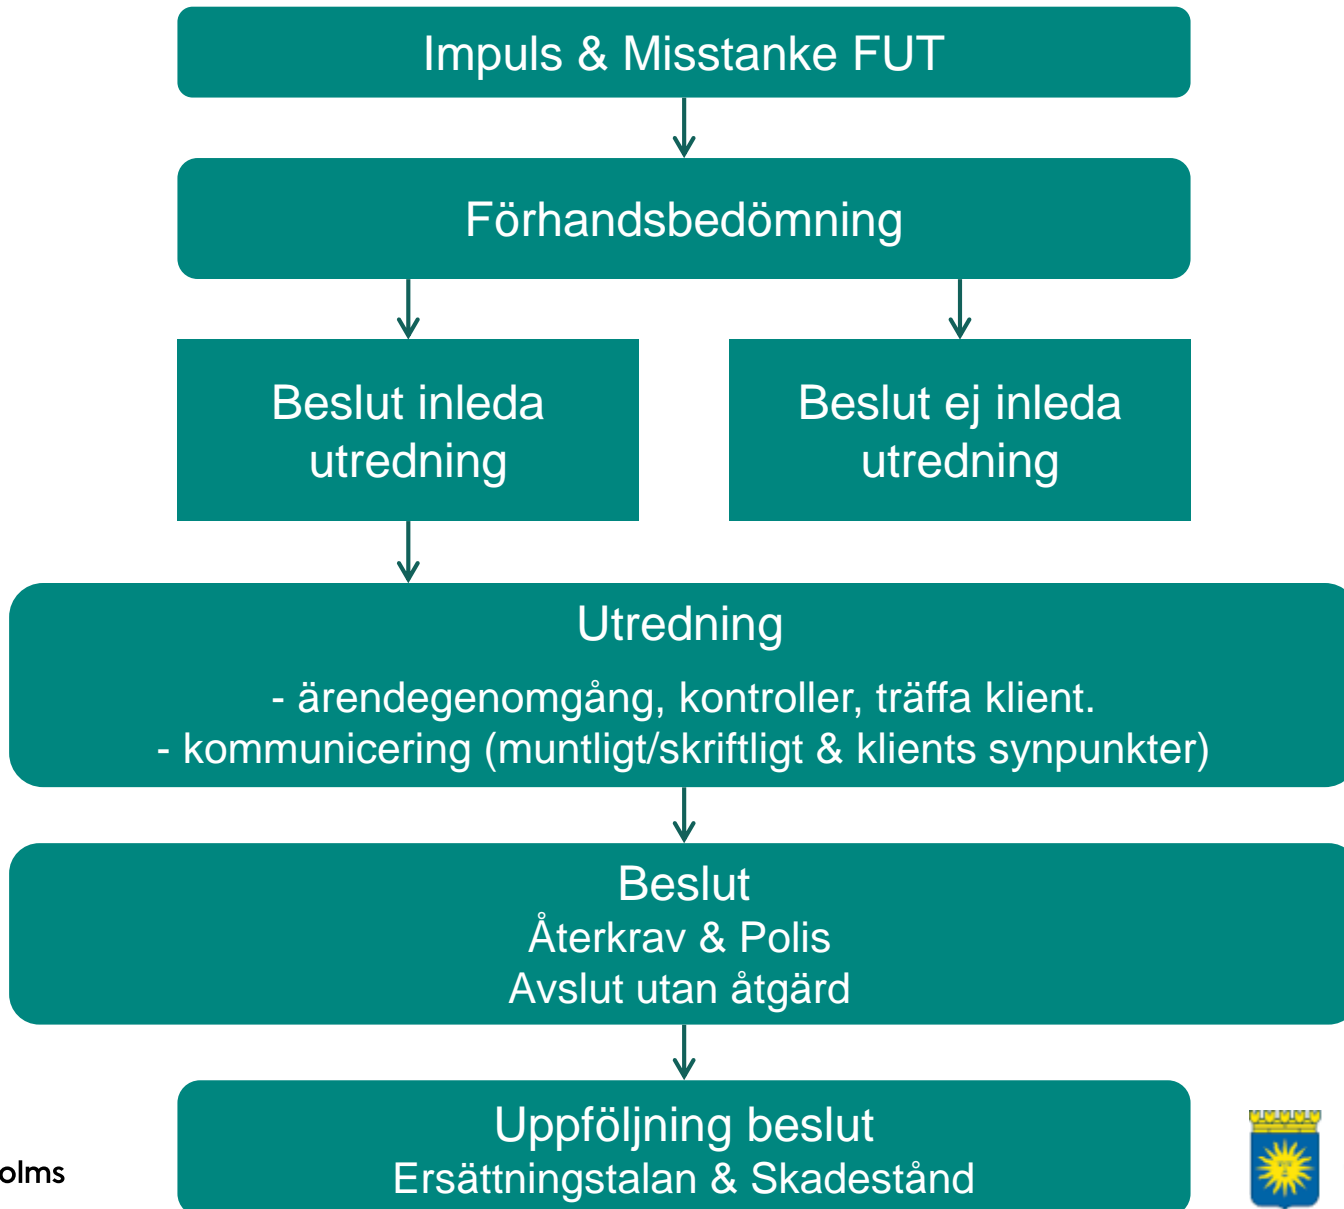 Impuls & Misstanke FUT
Förhandsbedömning
Beslut inleda
utredning
Beslut ej inleda
utredning
Utredning
- ärendegenomgång, kontroller, träffa klient.
- kommunicering (muntligt/skriftligt & klients synpunkter)
Beslut
Återkrav & Polis
Avslut utan åtgärd
Uppföljning beslut
Ersättningstalan & Skadestånd
olms